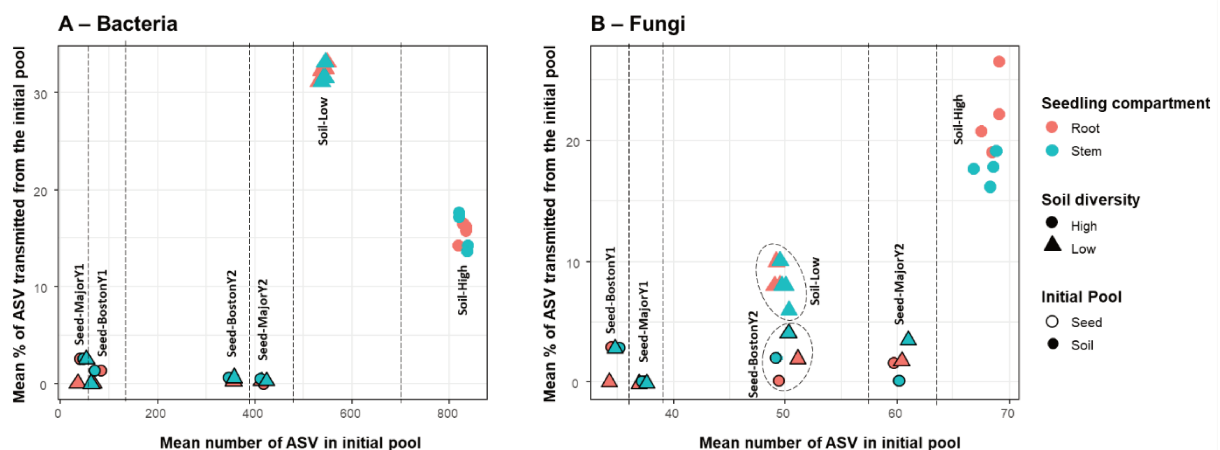 A – Bacteria
Mean % of ASV transmitted from the initial pool
30
20
10
0
Seed-MajorY1
Seed-BostonY1
Seed-BostonY2
Seed-MajorY2
Soil-Low
Soil-High
0
200
400
600
800
Mean number of ASV in initial pool
B – Fungi
Mean % of ASV transmitted from the initial pool
20
10
0
Seed-BostonY1
Seed-MajorY1
Seed-BostonY2
Soil-Low
Seed-MajorY2
Soil-High
40
50
60
70
Mean number of ASV in initial pool
Seedling compartment
Root
Stem
Soil diversity
High
Low
Initial Pool
Seed
Soil